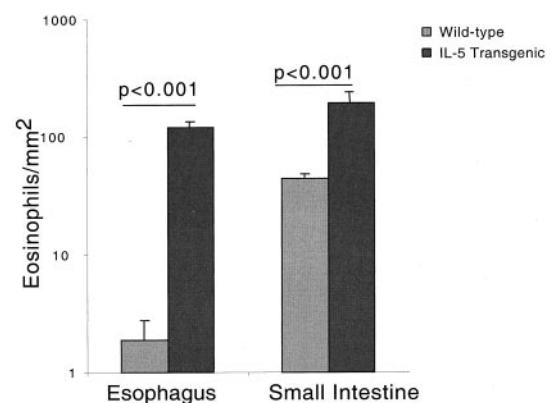 1000
Wild-type
IL-5 Transgenic
p<0.001
p<0.001
100
Eosinophils/mm2
10
1
Esophagus
Small Intestine